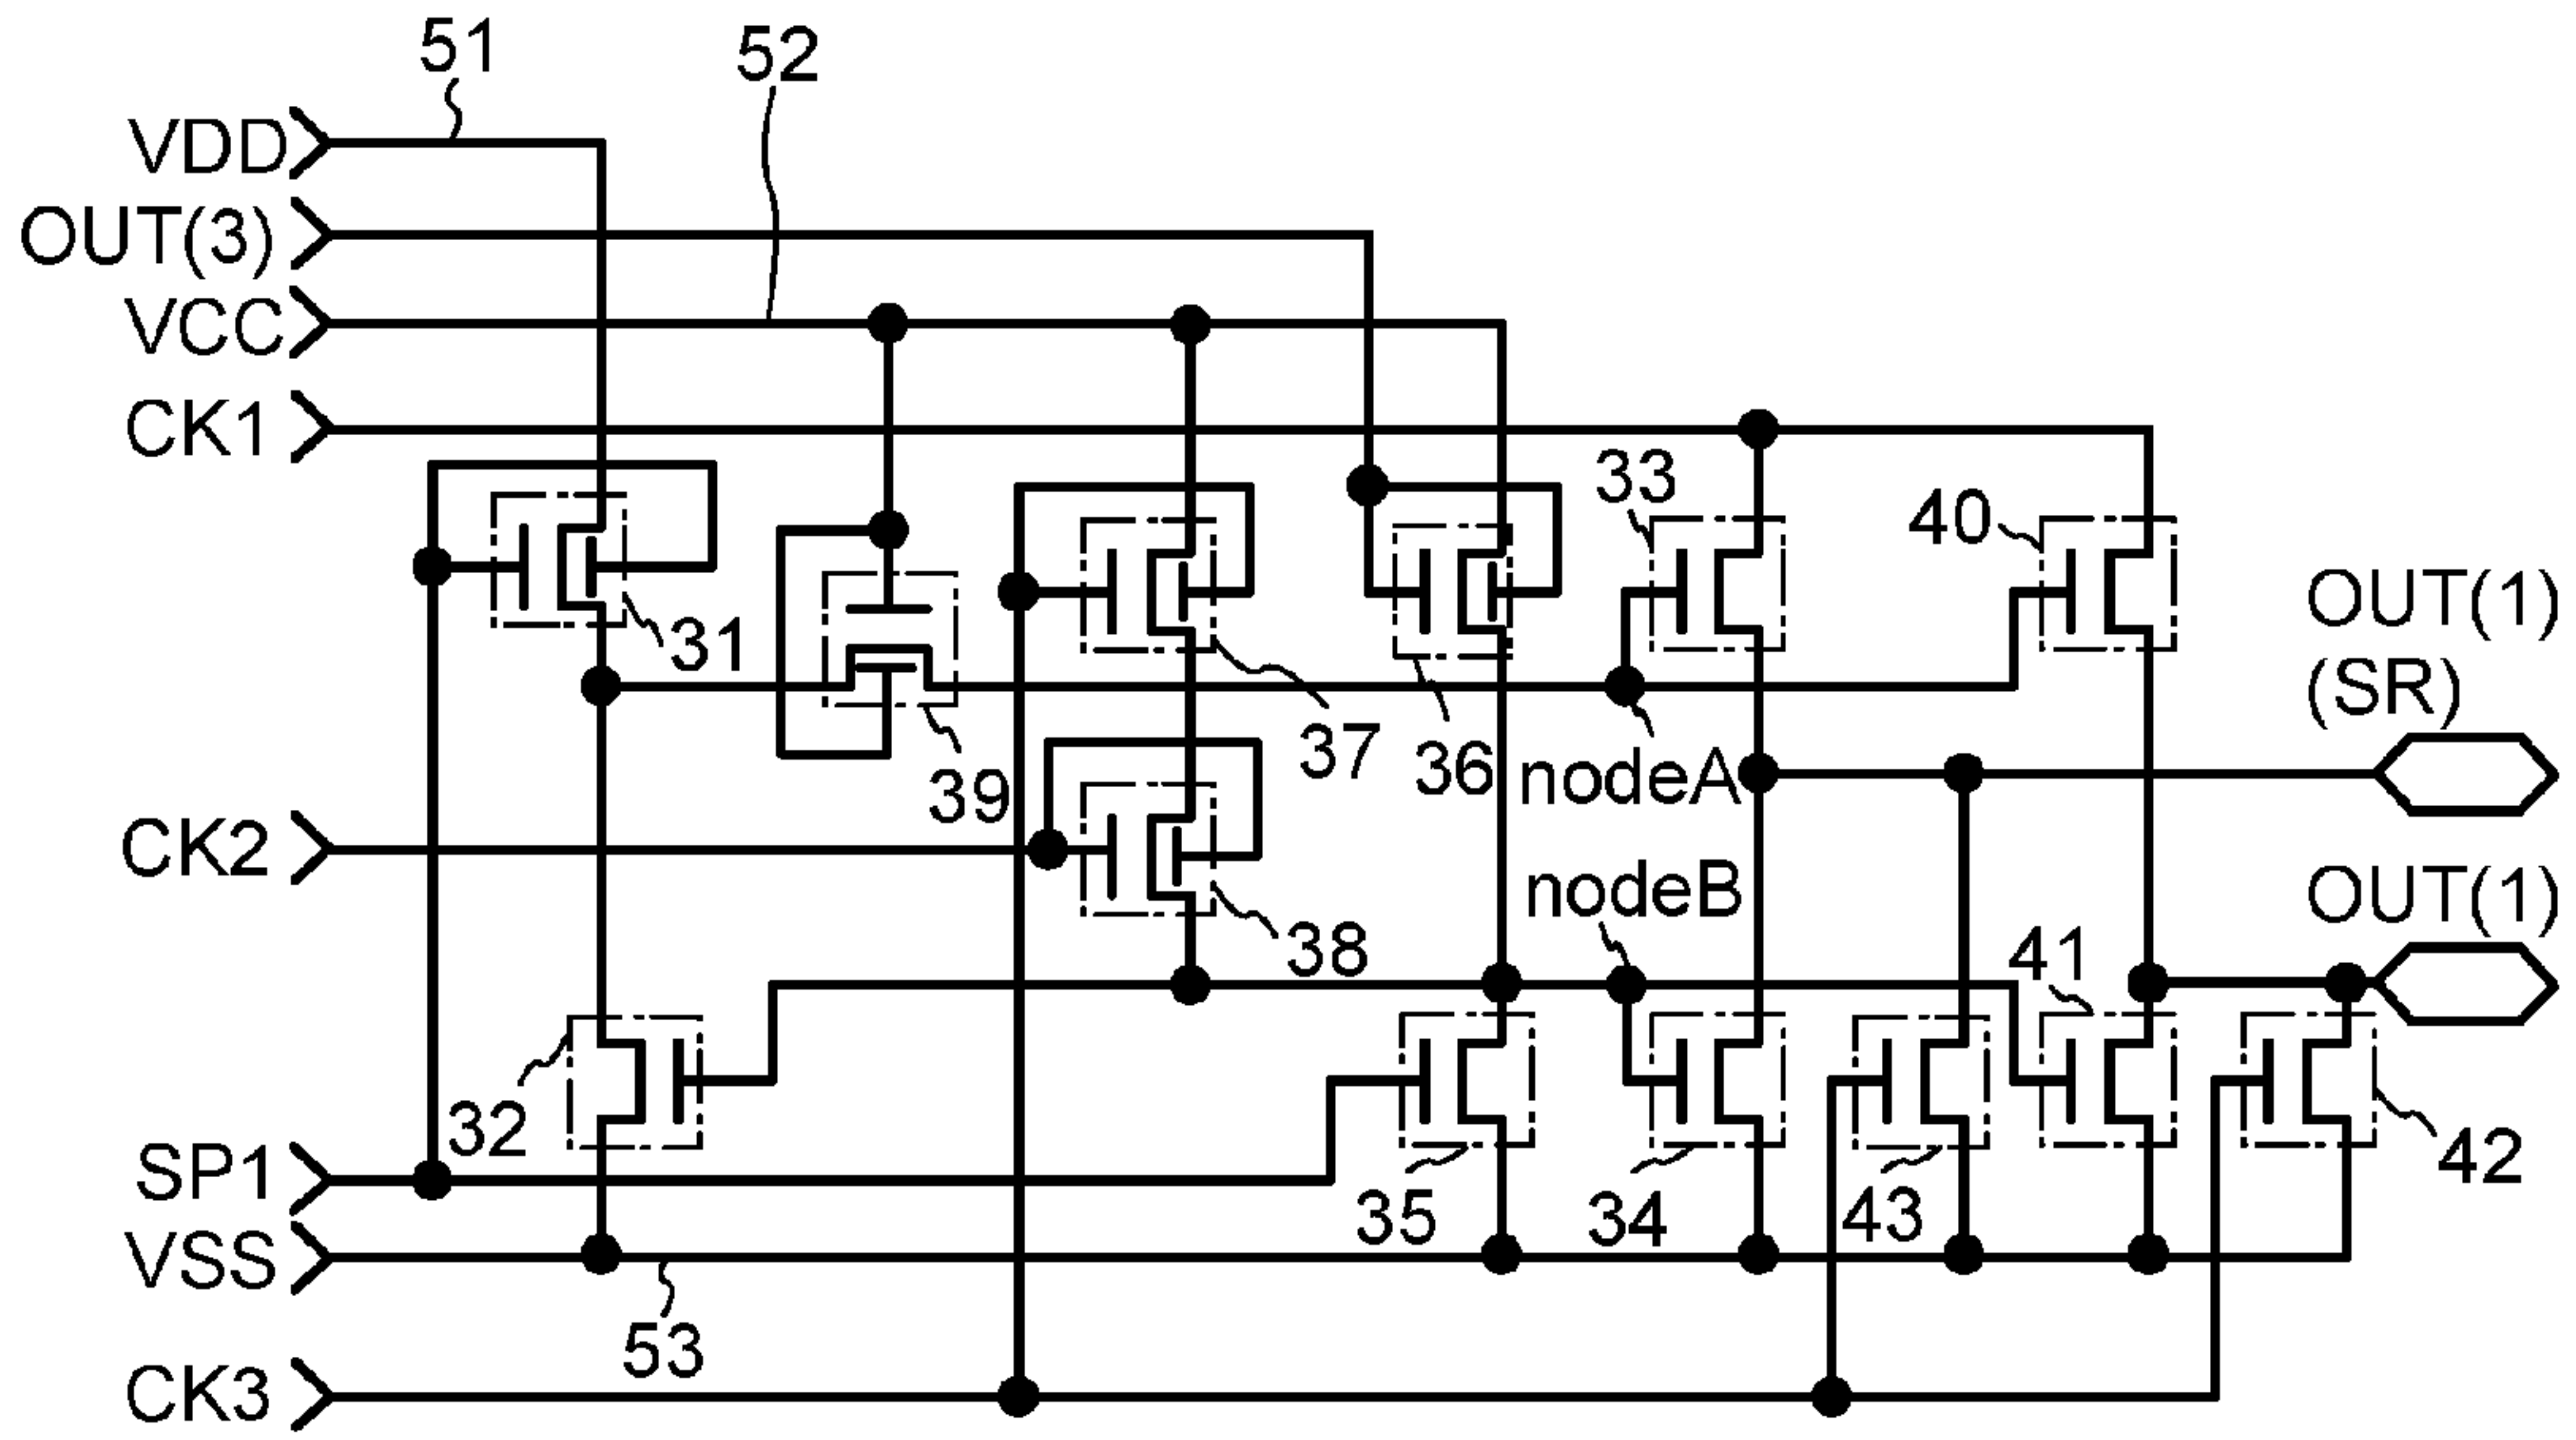 51
52
VDD
OUT(3)
VCC
CK1
33
40
OUT(1)
(SR)
31
39
37
36
nodeA
CK2
nodeB
OUT(1)
38
41
32
SP1
35
34
43
42
VSS
53
CK3